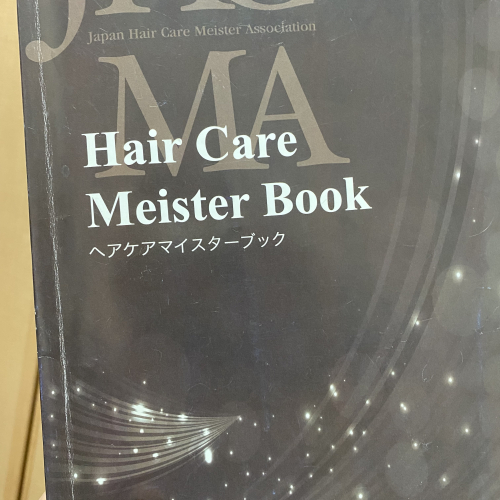 Japan Hair Care Meister Association
MA
Hair Care
Meister Book
ヘアケアマイスターブック